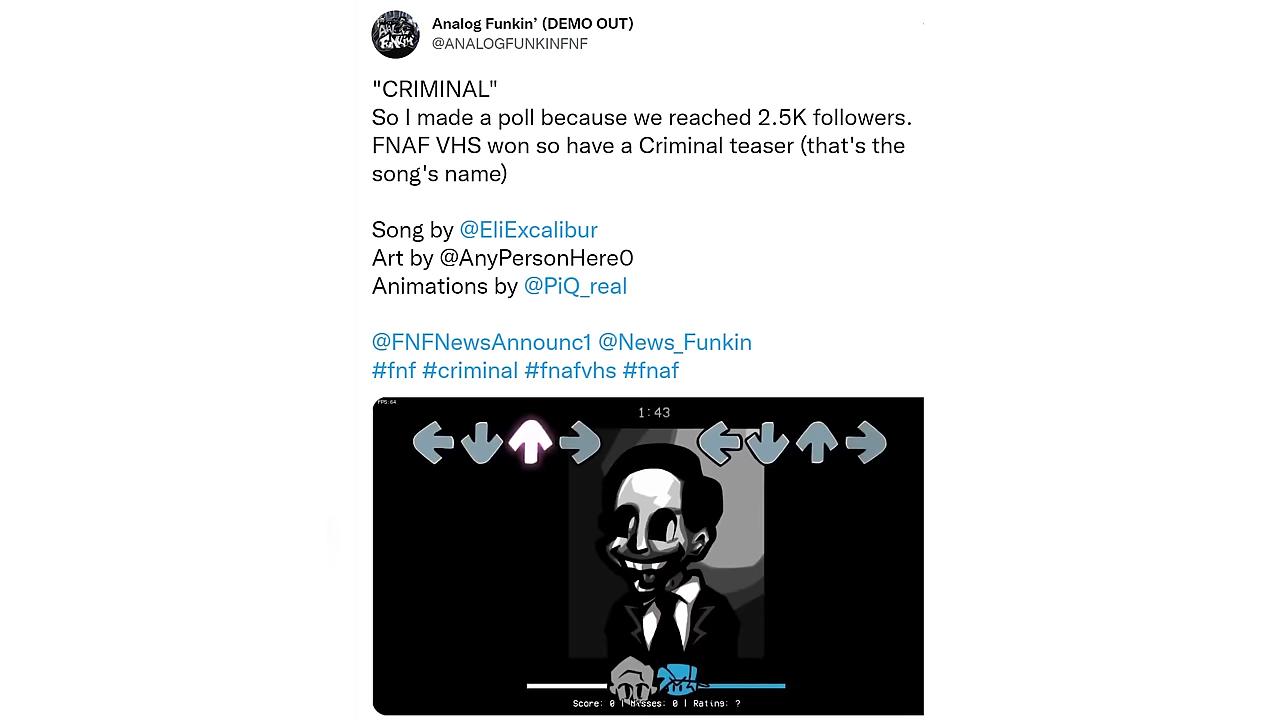 Analog Funkin' (DEMO OUT)
@ANALOGFUNKINFNF
"CRIMINAL"
So I made a poll because we reached 2.5K followers.
FNAF VHS won so have a Criminal teaser (that's the
song's name)
Song by @EliExcalibur
Art by @AnyPersonHere0
Animations by @PiQ_real
@FNFNewsAnnounc1 @News_Funkin
#fnf #criminal #fnafvhs #fnaf
FPS: 64
1:43
Score: 0 | Misses: 0 | Rating: ?